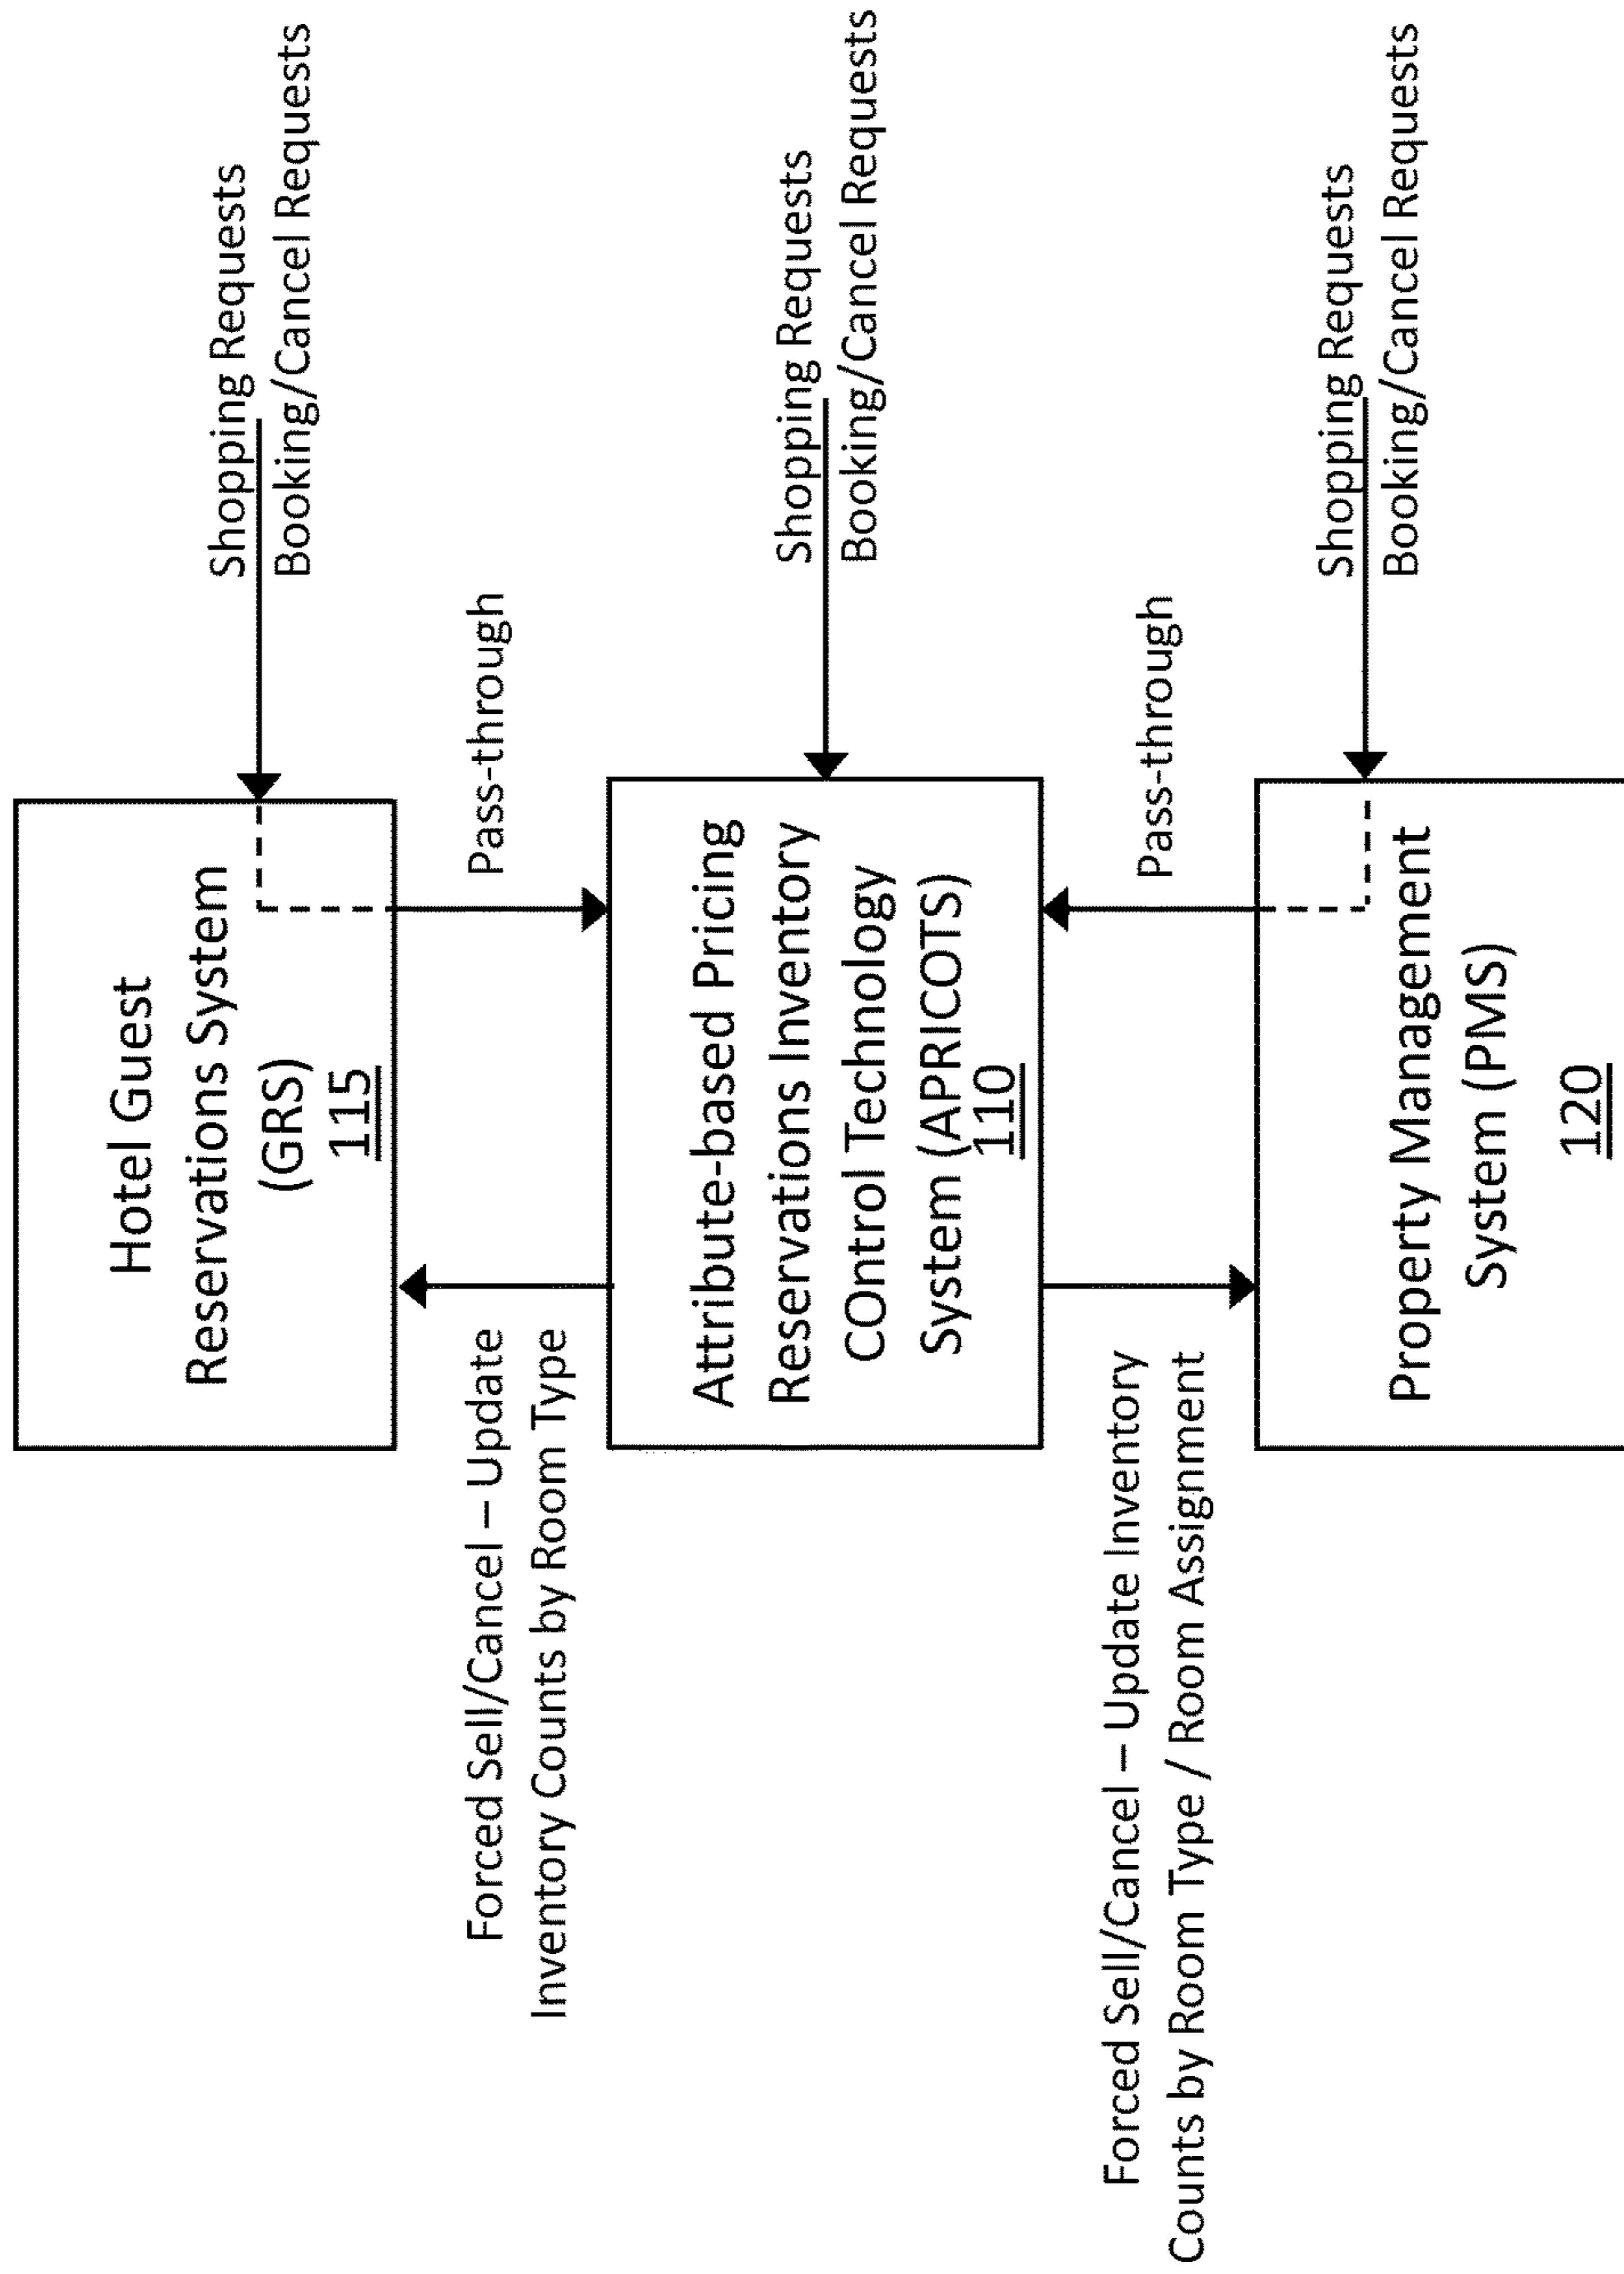 Hotel Guest
Reservations System
(GRS)
115
Shopping Requests
Booking/Cancel Requests
Forced Sell/Cancel – Update
Inventory Counts by Room Type
Pass-through
Attribute-based Pricing
Reservations Inventory
COntrol Technology
System (APRICOTS)
110
Shopping Requests
Booking/Cancel Requests
Forced Sell/Cancel – Update Inventory
Counts by Room Type / Room Assignment
Pass-through
Property Management
System (PMS)
120
Shopping Requests
Booking/Cancel Requests